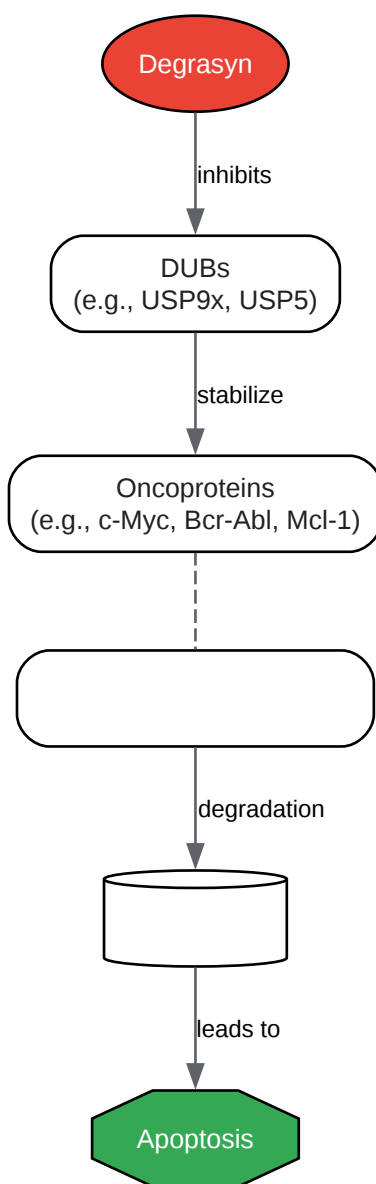 Degrasyn
inhibits
DUBs
(e.g., USP9x, USP5)
stabilize
Oncoproteins
(e.g., c-Myc, Bcr-Abl, Mcl-1)
degradation
leads to
Apoptosis